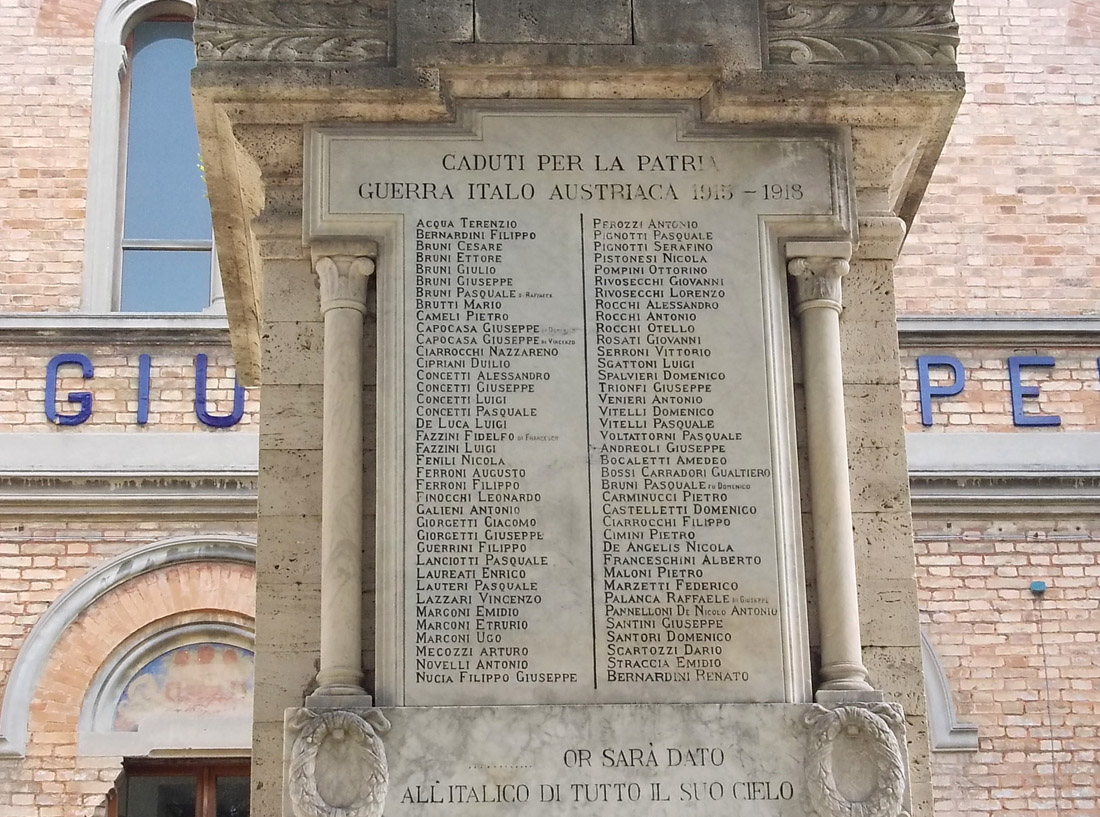 CADUTI PER LA PATRIA
GUERRA ITALO AUSTRIACA 1915 - 1918
ACQUA TERENZIO
BERNARDINI FILIPPO
BRUNI CESARE
BRUNI ETTORE
BRUNI GIULIO
BRUNI GIUSEPPE
BRUNI PASQUALE DI RAFFAELE
BRUTTI MARIO
CAMELI PIETRO
CAPOCASA GIUSEPPE DI DOMENICO
CAPOCASA GIUSEPPE DI VINCENZO
CIARROCCHI NAZZARENO
CIPRIANI DUILIO
CONCETTI ALESSANDRO
CONCETTI GIUSEPPE
CONCETTI LUIGI
CONCETTI PASQUALE
DE LUCA LUIGI
FAZZINI FIDELFO DI FRANCESCO
FAZZINI LUIGI
FENILI NICOLA
FERRONI AUGUSTO
FERRONI FILIPPO
FINOCCHI LEONARDO
GALIENI ANTONIO
GIORGETTI GIACOMO
GIORGETTI GIUSEPPE
GUERRINI FILIPPO
LANCIOTTI PASQUALE
LAUREATI ENRICO
LAUTERI PASQUALE
LAZZARI VINCENZO
MARCONI EMIDIO
MARCONI ETRURIO
MARCONI UGO
MECOZZI ARTURO
NOVELLI ANTONIO
NUCIA FILIPPO GIUSEPPE
PEROZZI ANTONIO
PIGNOTTI PASQUALE
PIGNOTTI SERAFINO
PISTONESI NICOLA
POMPINI OTTORINO
RIVOSECCHI GIOVANNI
RIVOSECCHI LORENZO
ROCCHI ALESSANDRO
ROCCHI ANTONIO
ROCCHI OTELLO
ROSATI GIOVANNI
SERRONI VITTORIO
SGATTONI LUIGI
SPALVIERI DOMENICO
TRIONFI GIUSEPPE
VENIERI ANTONIO
VITELLI DOMENICO
VITELLI PASQUALE
VOLTATTORNI PASQUALE
ANDREOLI GIUSEPPE
BOCALETTI AMEDEO
BOSSI CARRADORI GUALTIERO
BRUNI PASQUALE FU DOMENICO
CARMINUCCI PIETRO
CASTELLETTI DOMENICO
CIARROCCHI FILIPPO
CIMINI PIETRO
DE ANGELIS NICOLA
FRANCESCHINI ALBERTO
MALONI PIETRO
MARZETTI FEDERICO
PALANCA RAFFAELE DI GIUSEPPE
PANNELLONI DE NICOLO ANTONIO
SANTINI GIUSEPPE
SANTORI DOMENICO
SCARTOZZI DARIO
STRACCIA EMIDIO
BERNARDINI RENATO
............ OR SARÀ DATO
ALL'ITALICO DI TUTTO IL SUO CIELO
GIU
PE